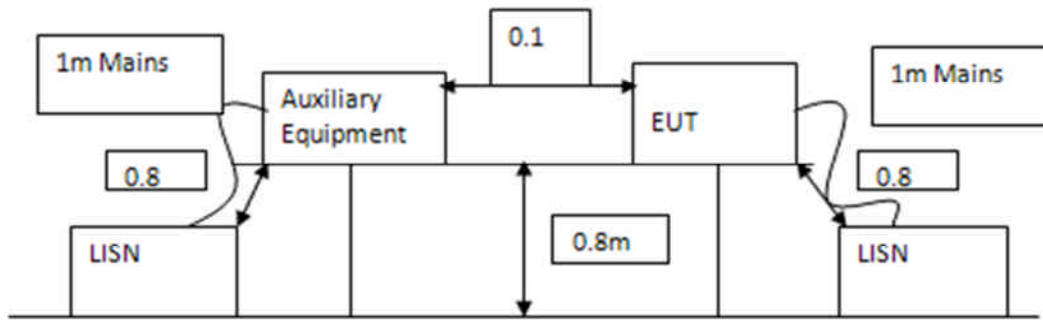 0.1
1m Mains
1m Mains
Auxiliary
Equipment
EUT
0.8
0.8
0.8m
LISN
LISN